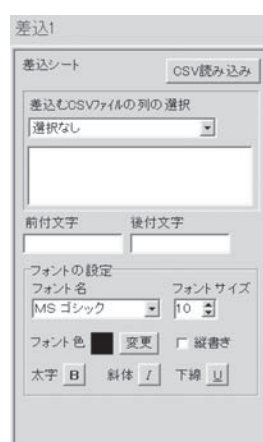 差込1
差込シート
CSV読み込み
差込むCSVファイルの列の選択
選択なし
前付文字 後付文字
フォントの設定
フォント名 フォントサイズ
MS ゴシック 10
フォント色 変更 縦書き
太字 B 斜体 I 下線 U